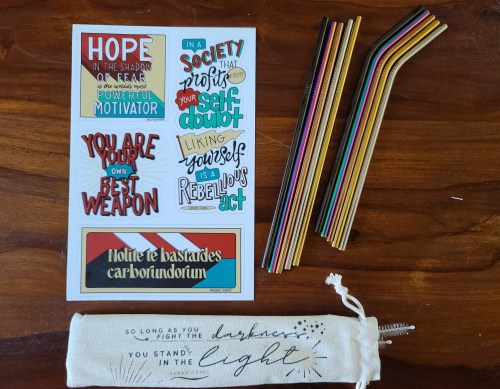 HOPE
IN THE SHADOW
OF FEAR
is the world's most
POWERFUL
MOTIVATOR
IN A
SOCIETY
THAT
profits
FROM
YOUR
self
doubt
LIKING
yourself
IS A
REBELLIOUS
act
YOU ARE
YOUR
OWN
BEST
WEAPON
Nolite te bastardes
carborundorum
SO LONG AS YOU
FIGHT THE darkness,
YOU STAND
IN THE light